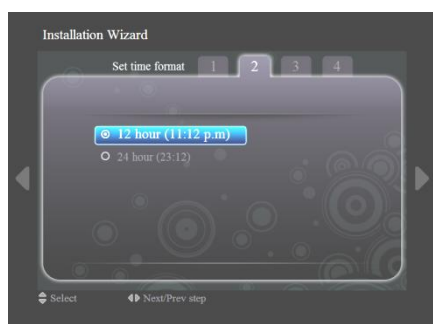 Installation Wizard
Set time format 1 2 3 4
12 hour (11:12 p.m)
24 hour (23:12)
Select Next/Prev step